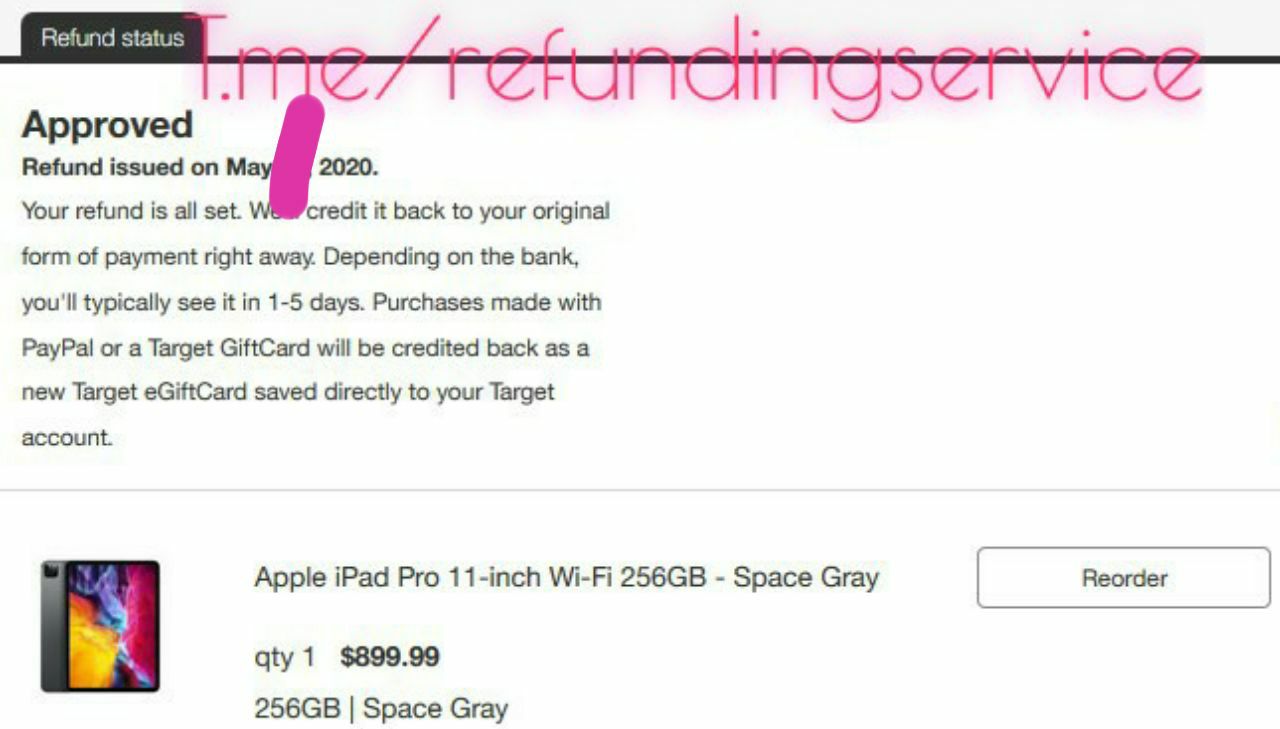 Refund status
T.me/refundingservice
Approved
Refund issued on May 2020.
Your refund is all set. credit it back to your original
form of payment right away. Depending on the bank,
you'll typically see it in 1-5 days. Purchases made with
PayPal or a Target GiftCard will be credited back as a
new Target eGiftCard saved directly to your Target
account.
Apple iPad Pro 11-inch Wi-Fi 256GB - Space Gray
Reorder
qty 1 $899.99
256GB | Space Gray